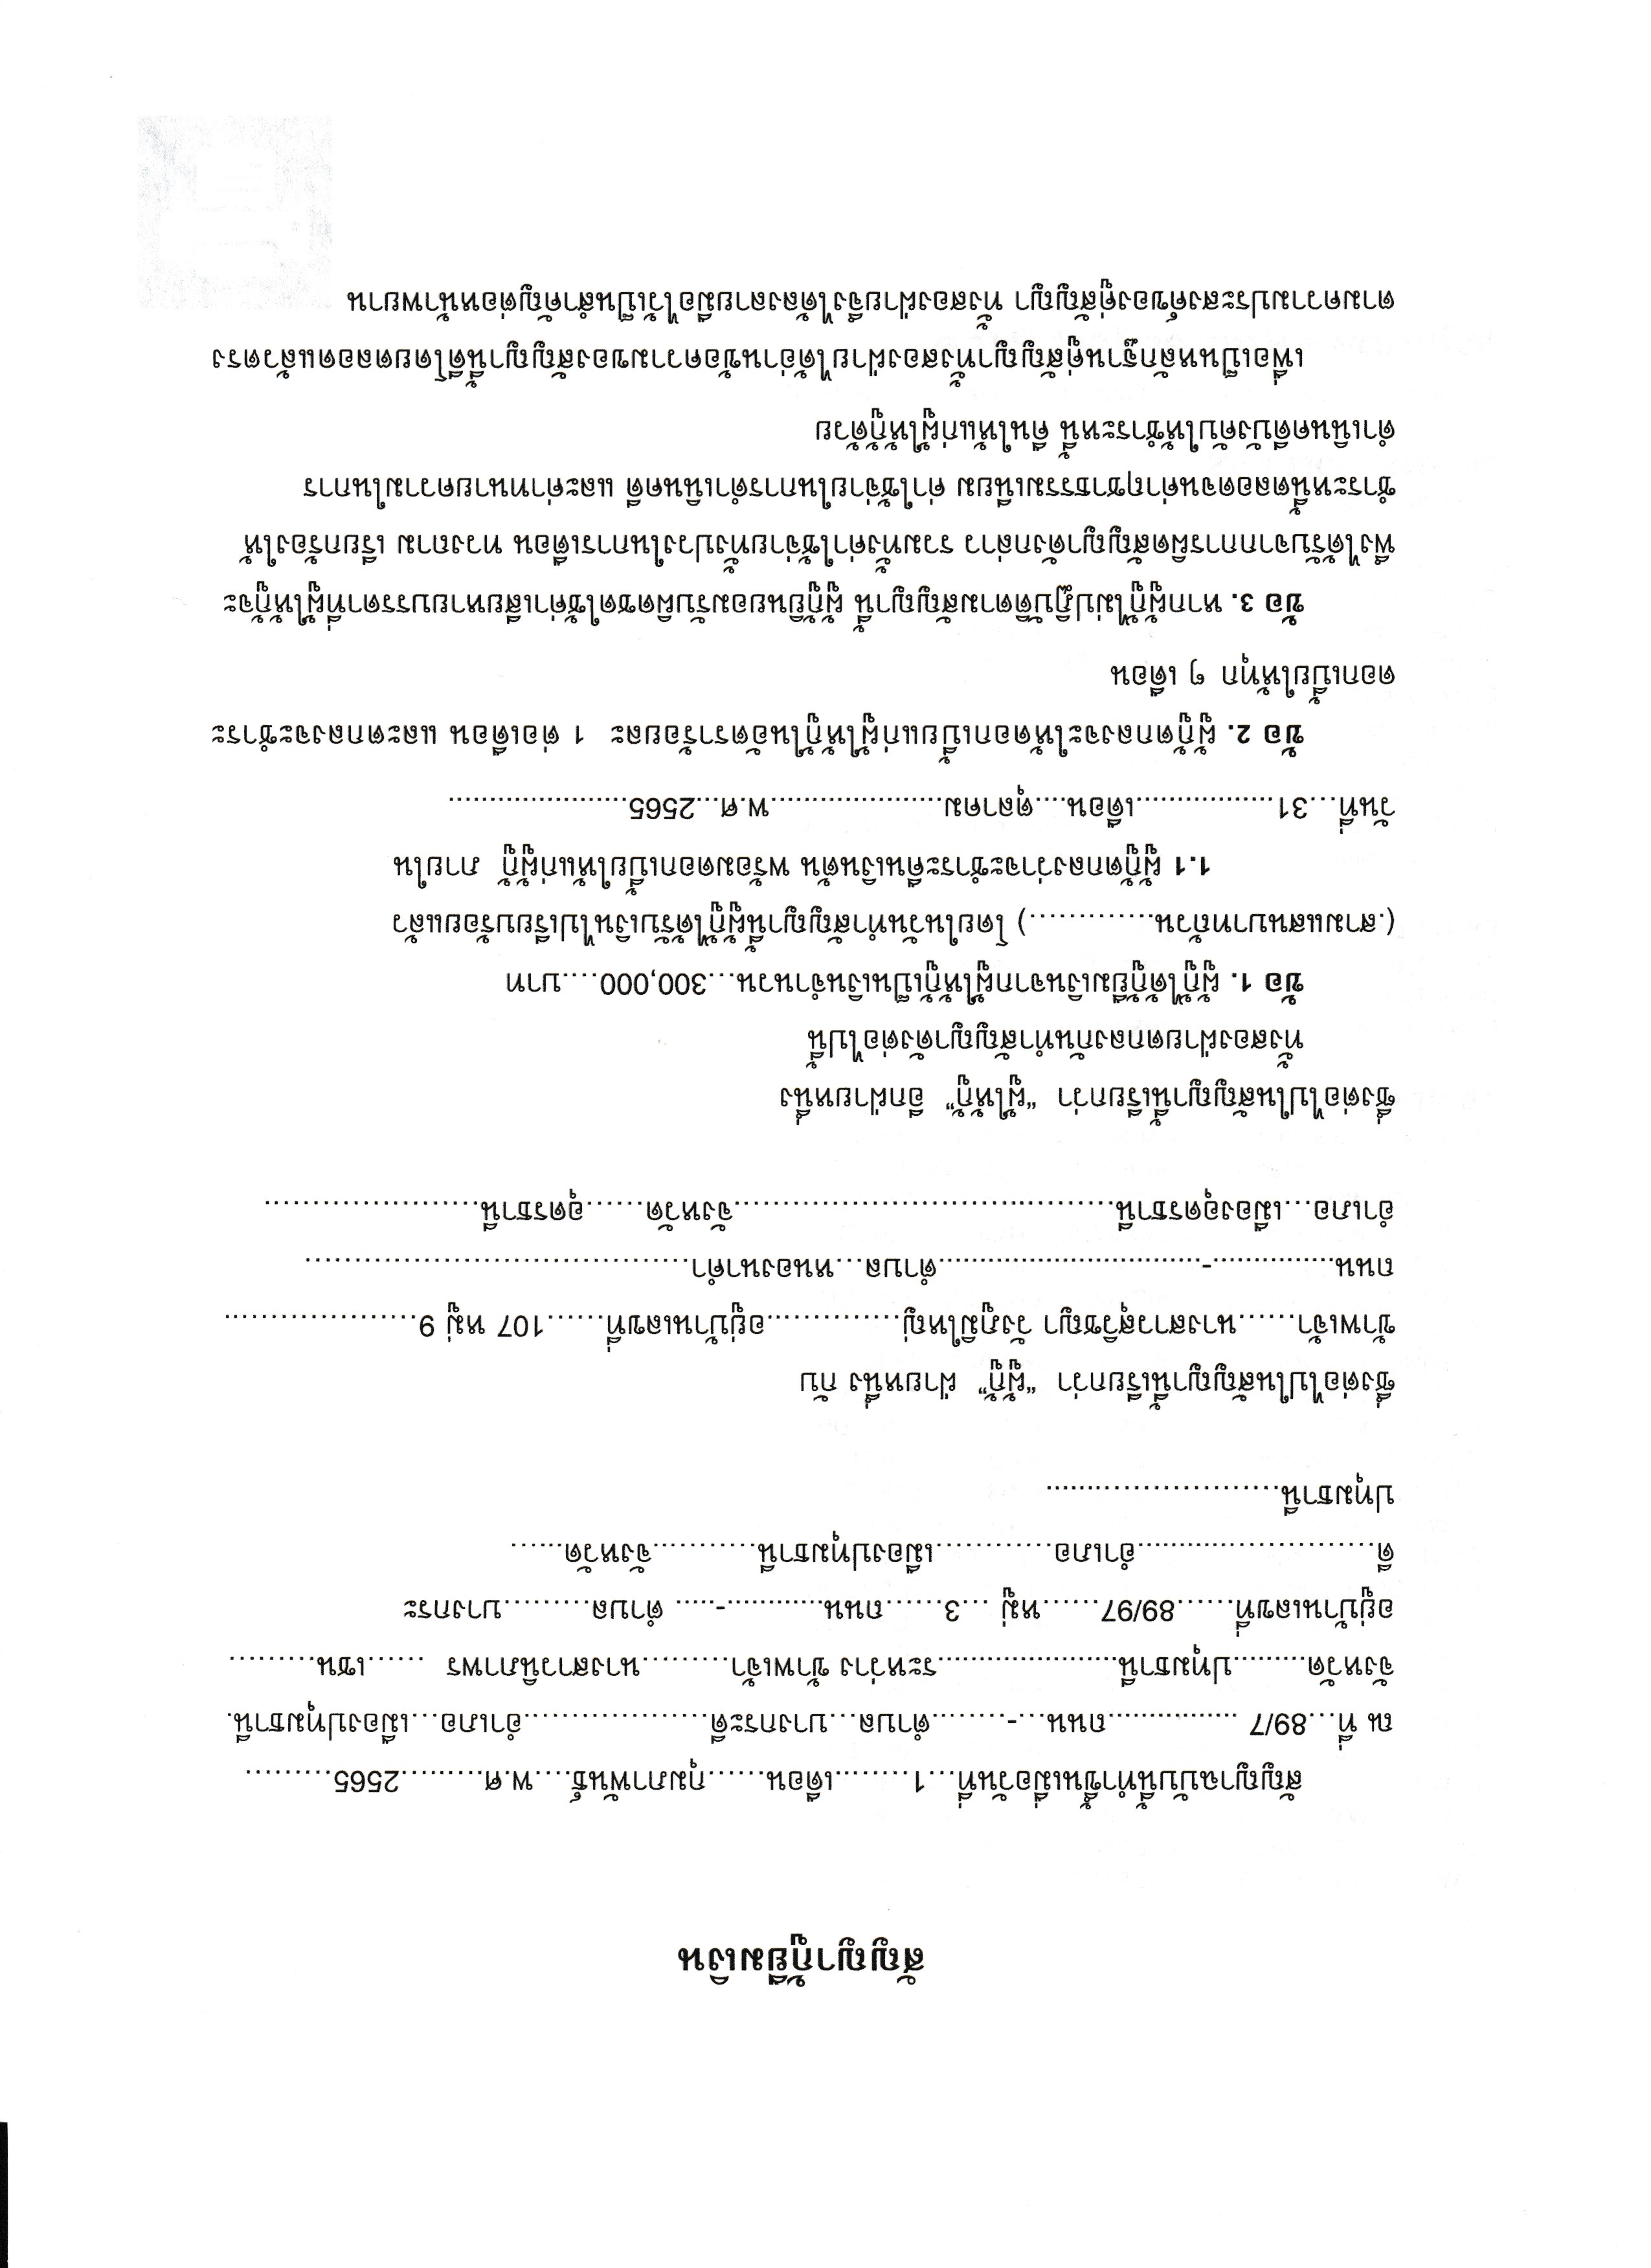 สัญญากู้ยืมเงิน
สัญญาฉบับนี้ทำขึ้นเมื่อวันที่....1..........เดือน.......กุมภาพันธ์.....พ.ศ..........2565..........
ณ ที่...89/7 ..................ถนน...-.........ตำบล...บางกระดี.....................อำเภอ...เมืองปทุมธานี.
จังหวัด.........ปทุมธานี.....................ระหว่าง ข้าพเจ้า..........นางสาวนิภาพร .......เชน..........
อยู่บ้านเลขที่.......89/97.......หมู่ ...3.......ถนน............-..... ตำบล..........บางกระ
ดี...........................อำเภอ..............เมืองปทุมธานี............จังหวัด......
ปทุมธานี...........................
ซึ่งต่อไปในสัญญานี้เรียกว่า "ผู้กู้" ฝ่ายหนึ่ง กับ
ข้าพเจ้า.......นางสาวสุวิชญา วังภูมิใหญ่...............อยู่บ้านเลขที่.......107 หมู่ 9......................
ถนน..............-...............................ตำบล...หนองนาคำ............................................
อำเภอ...เมืองอุดรธานี.............................................จังหวัด.......อุดรธานี.........................
ซึ่งต่อไปในสัญญานี้เรียกว่า "ผู้ให้กู้" อีกฝ่ายหนึ่ง
ทั้งสองฝ่ายตกลงกันทำสัญญาดังต่อไปนี้
ข้อ 1. ผู้กู้ได้กู้ยืมเงินจากผู้ให้กู้เป็นเงินจำนวน...300,000.....บาท
(.สามแสนบาทถ้วน..............) โดยในวันทำสัญญานี้ผู้กู้ได้รับเงินไปเรียบร้อยแล้ว
1.1 ผู้กู้ตกลงว่าจะชำระคืนเงินต้น พร้อมดอกเบี้ยให้แก่ผู้กู้ ภายใน
วันที่...31.................เดือน....ตุลาคม.....................พ.ศ...2565......................
ข้อ 2. ผู้กู้ตกลงจะให้ดอกเบี้ยแก่ผู้ให้กู้ในอัตราร้อยละ 1 ต่อเดือน และตกลงจะชำระ
ดอกเบี้ยให้ทุก ๆ เดือน
ข้อ 3. หากผู้กู้ไม่ปฏิบัติตามสัญญานี้ ผู้กู้ยินยอมรับผิดชดใช้ค่าเสียหายบรรดาที่ผู้ให้กู้จะ
พึงได้รับจากการผิดสัญญาดังกล่าว รวมทั้งค่าใช้จ่ายทั้งปวงในการเตือน ทวงถาม เรียกร้องให้
ชำระหนี้ตลอดจนค่าฤชาธรรมเนียม ค่าใช้จ่ายในการดำเนินคดี และค่าทนายความในการ
ดำเนินคดีบังคับให้ชำระหนี้ คืนให้แก่ผู้ให้กู้ด้วย
เพื่อเป็นหลักฐานคู่สัญญาทั้งสองฝ่ายได้อ่านข้อความของสัญญานี้ดีโดยตลอดแล้วตรง
ตามความประสงค์ของคู่สัญญา ทั้งสองฝ่ายจึงได้ลงลายมือไว้เป็นสำคัญต่อหน้าพยาน